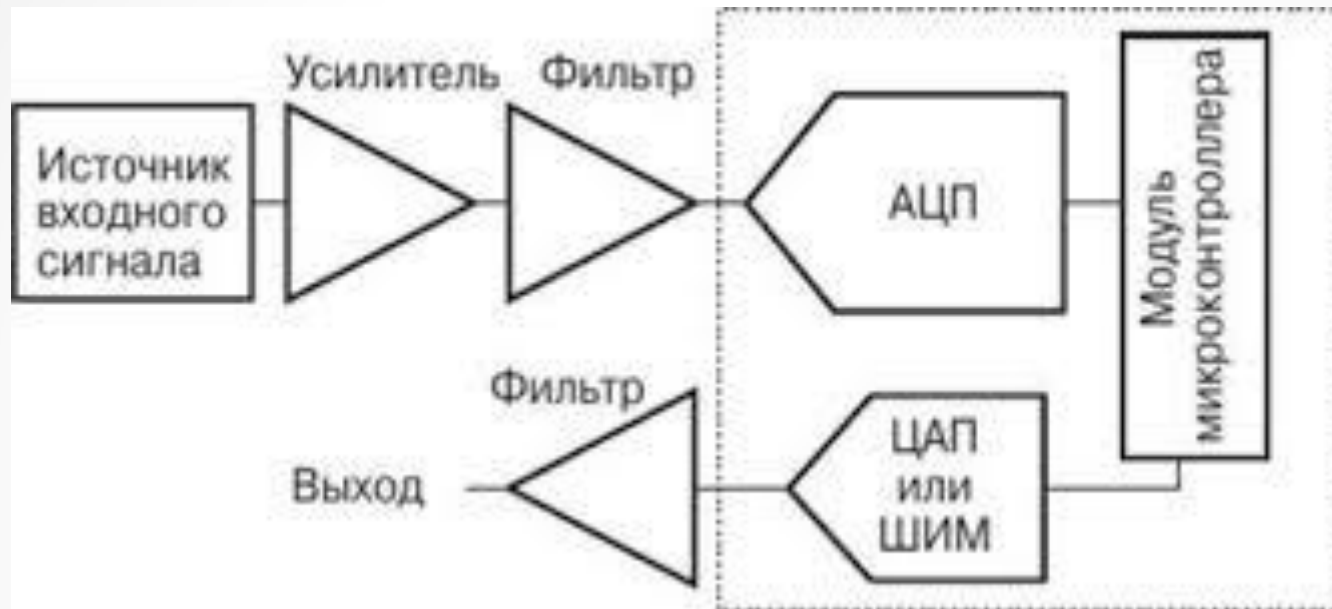 Усилитель
Фильтр
Источник
входного
сигнала
АЦП
Модуль
микроконтроллера
Фильтр
Выход
ЦАП
или
ШИМ